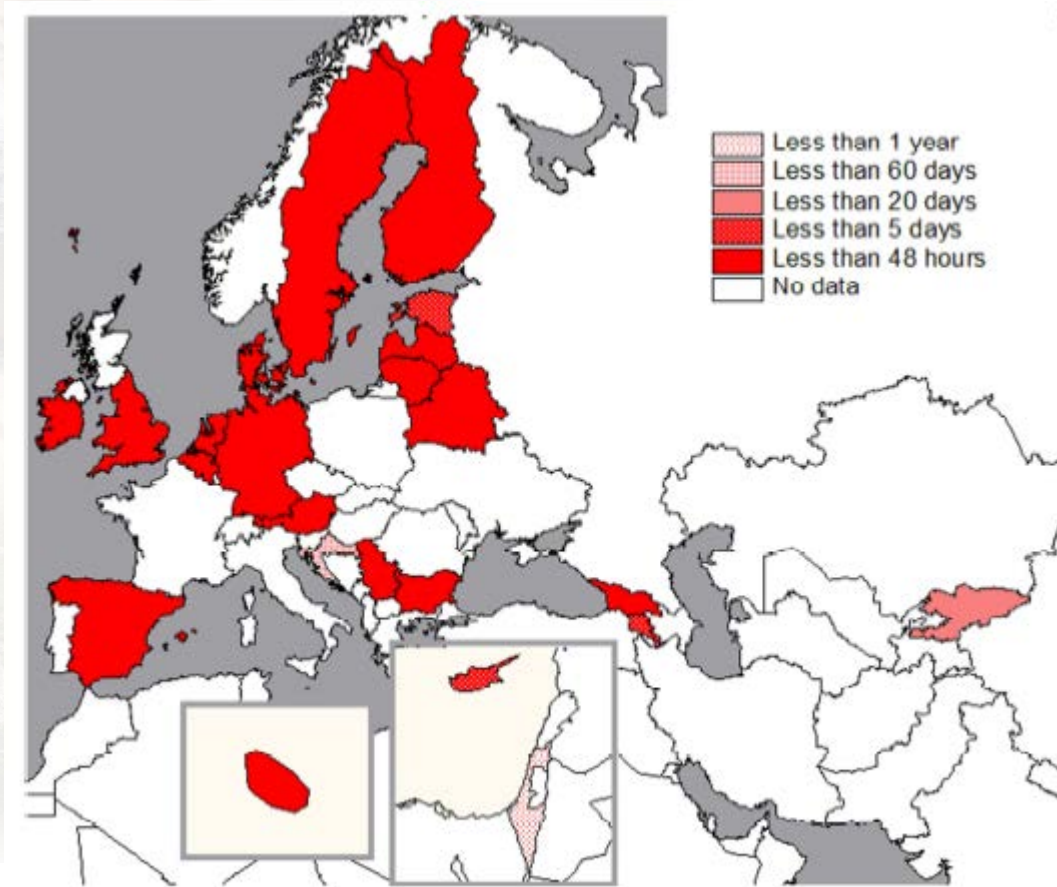 Less than 1 year
Less than 60 days
Less than 20 days
Less than 5 days
Less than 48 hours
No data